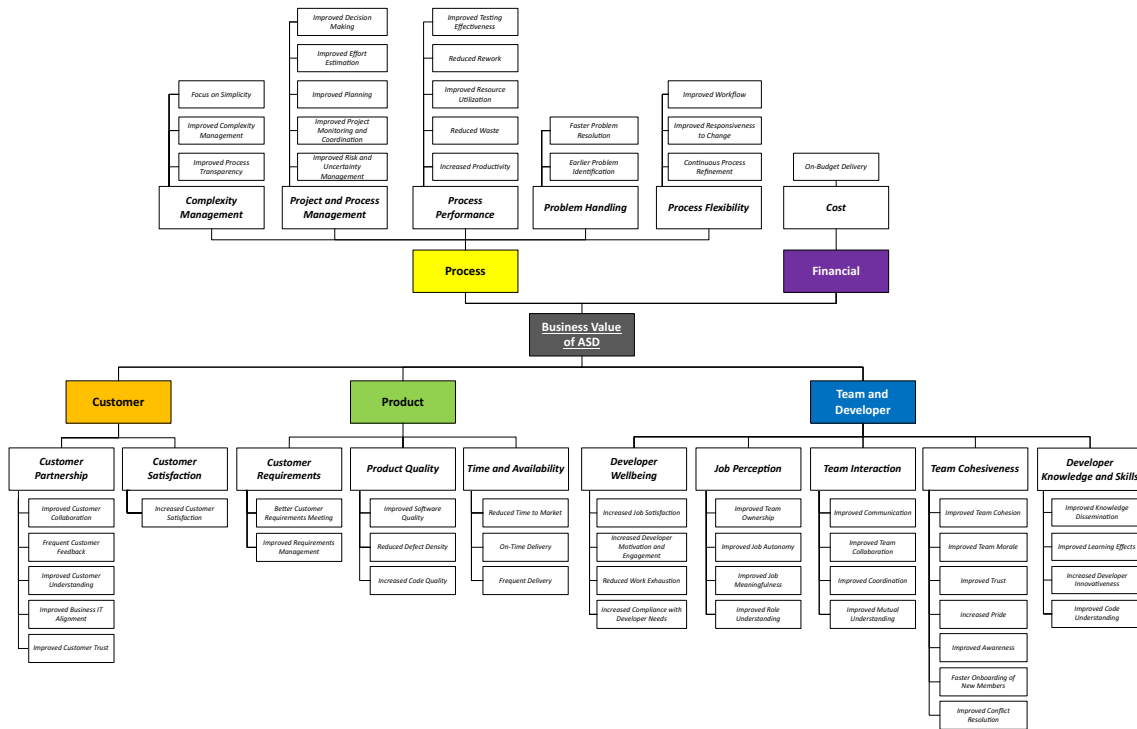 Improved Decision
Making
Improved Effort
Estimation
Improved Planning
Improved Project
Monitoring and
Coordination
Improved Risk and
Uncertainty
Management
Improved Testing
Effectiveness
Reduced Rework
Improved Resource
Utilization
Reduced Waste
Increased Productivity
Focus on Simplicity
Improved Complexity
Management
Improved Process
Transparency
Faster Problem
Resolution
Earlier Problem
Identification
Improved Workflow
Improved Responsiveness
to Change
Continuous Process
Refinement
On-Budget Delivery
Complexity
Management
Project and Process
Management
Process
Performance
Problem Handling
Process Flexibility
Cost
Process
Financial
Business Value
of ASD
Customer
Product
Team and
Developer
Customer
Partnership
Customer
Satisfaction
Customer
Requirements
Product Quality
Time and Availability
Developer
Wellbeing
Job Perception
Team Interaction
Team Cohesiveness
Developer
Knowledge and Skills
Improved Customer
Collaboration
Frequent Customer
Feedback
Improved Customer
Understanding
Improved Business IT
Alignment
Improved Customer Trust
Increased Customer
Satisfaction
Better Customer
Requirements Meeting
Improved Requirements
Management
Improved Software
Quality
Reduced Defect Density
Increased Code Quality
Reduced Time to Market
On-Time Delivery
Frequent Delivery
Increased Job Satisfaction
Increased Developer
Motivation and
Engagement
Reduced Work Exhaustion
Increased Compliance with
Developer Needs
Improved Team
Ownership
Improved Job Autonomy
Improved Job
Meaningfulness
Improved Role
Understanding
Improved Communication
Improved Team
Collaboration
Improved Coordination
Improved Mutual
Understanding
Improved Team Cohesion
Improved Team Morale
Improved Trust
Increased Pride
Improved Awareness
Faster Onboarding of
New Members
Improved Conflict
Resolution
Improved Knowledge
Dissemination
Improved Learning Effects
Increased Developer
Innovativeness
Improved Code
Understanding